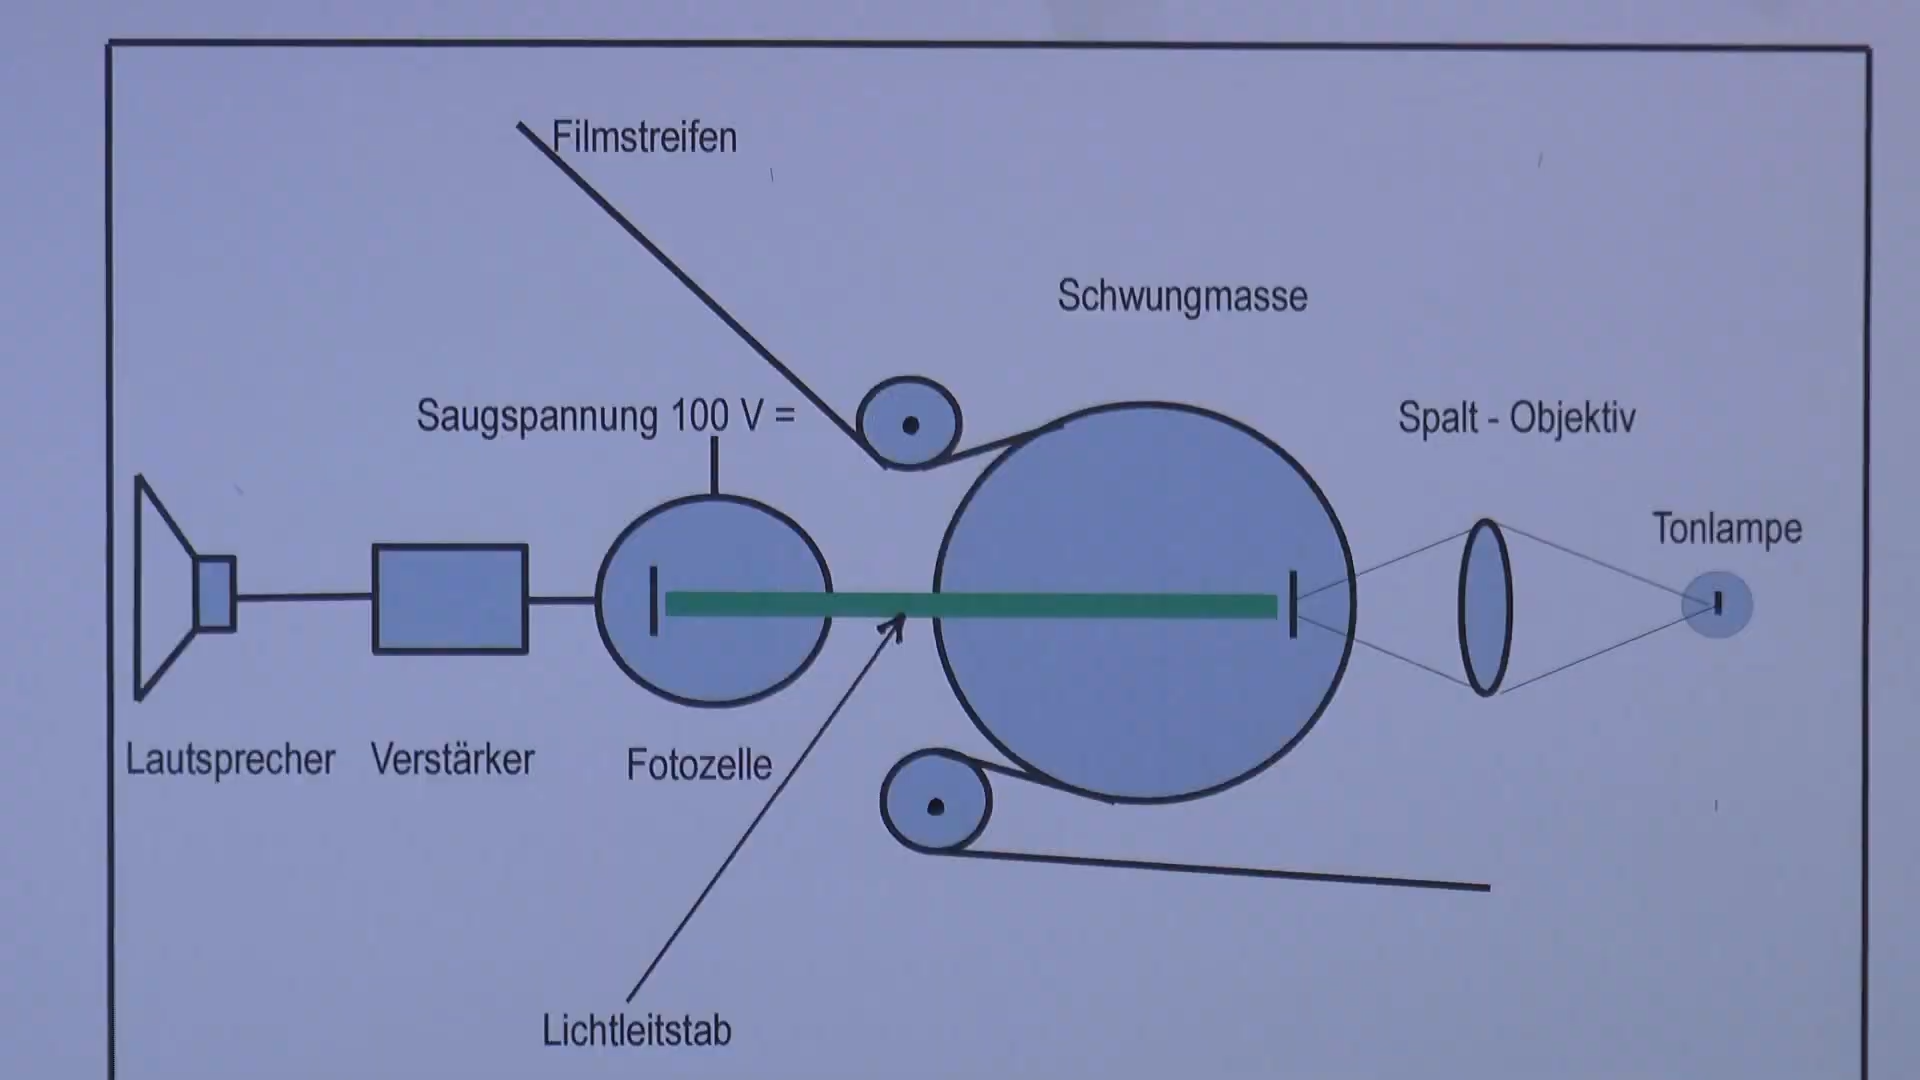 Filmstreifen
Schwungmasse
Saugspannung 100 V =
Spalt - Objektiv
Tonlampe
Lautsprecher
Verstärker
Fotozelle
Lichtleitstab